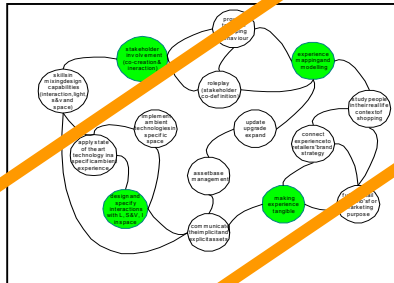 stakeholder
involvement
(co-creation &
interaction)
experience
mapping and
modelling
behaviour
skills in
mixing design
capabilities
(interaction, light,
s&v and
space)
roleplay
(stakeholder
co-definition)
study people
in their real life
context of
shopping
implement
ambient
technologies in
specific
space
update
upgrade
expand
connect
experience to
retailers' brand
strategy
apply state
of the art
technology in a
specific ambient
experience
asset base
management
design and
specify
interactions
with L, S&V, I
in space
making
experience
tangible
marketing
purpose
communicate
the implicit and
explicit assets